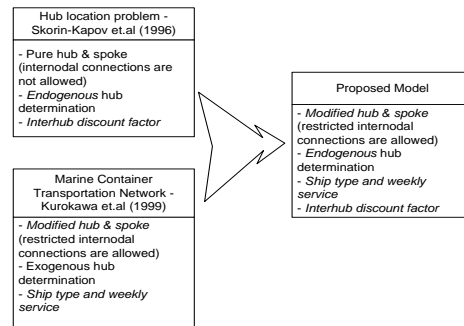 Hub location problem -
Skorin-Kapov et.al (1996)
- Pure hub & spoke
(internodal connections are
not allowed)
- Endogenous hub
determination
- Interhub discount factor
Marine Container
Transportation Network -
Kurokawa et.al (1999)
- Modified hub & spoke
(restricted internodal
connections are allowed)
- Exogenous hub
determination
- Ship type and weekly
service
Proposed Model
- Modified hub & spoke
(restricted internodal
connections are allowed)
- Endogenous hub
determination
- Ship type and weekly
service
- Interhub discount factor